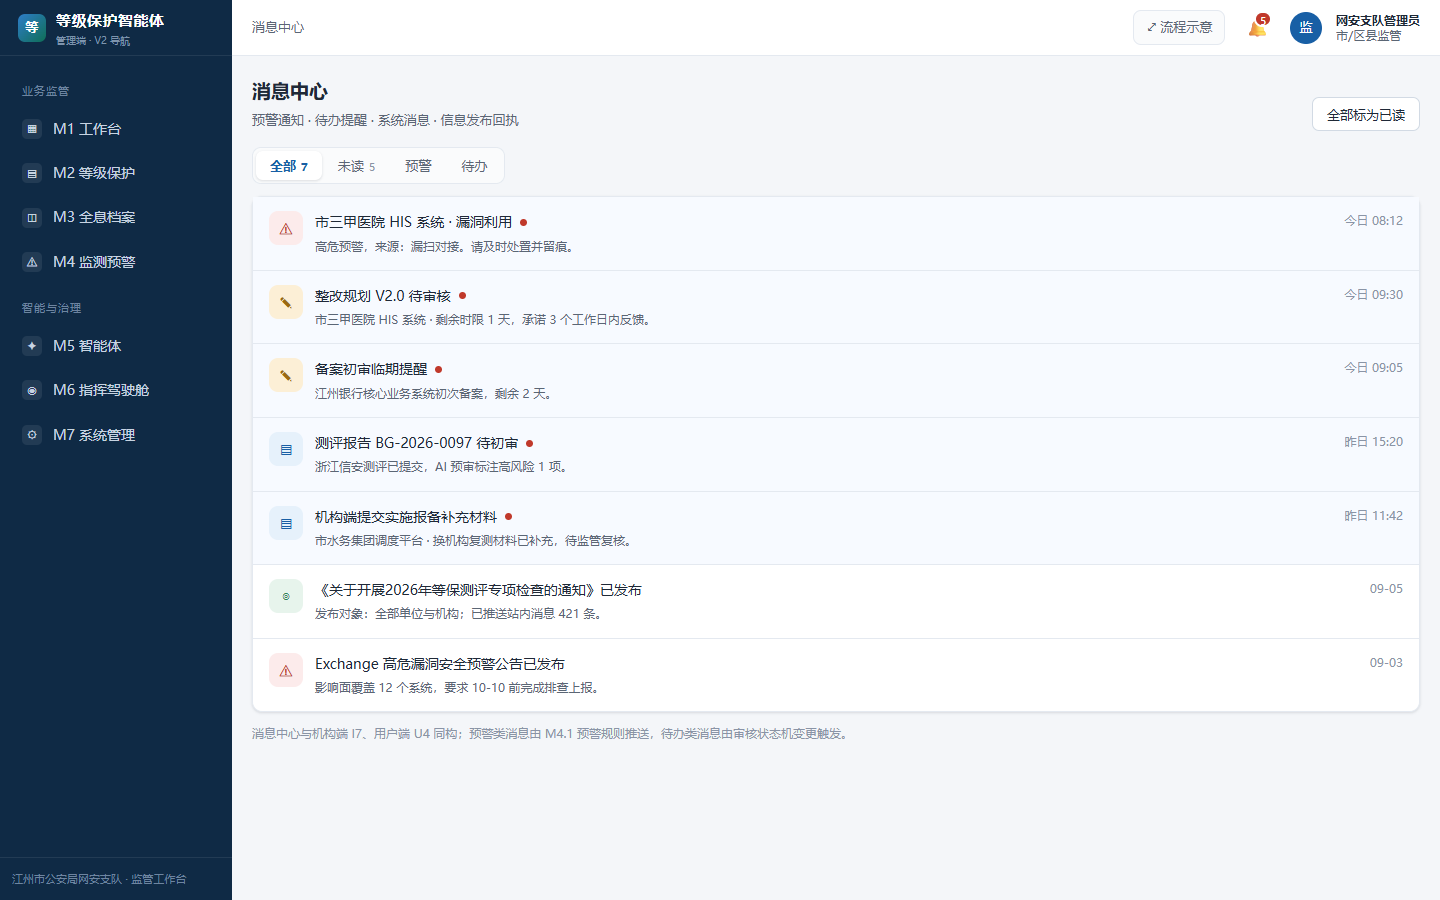 等
等级保护智能体
管理端 · V2 导航
业务监管
M1 工作台
M2 等级保护
M3 全息档案
M4 监测预警
智能与治理
M5 智能体
M6 指挥驾驶舱
M7 系统管理
江州市公安局网安支队 · 监管工作台
消息中心
流程示意
5
监
网安支队管理员
市/区县监管
消息中心
预警通知 · 待办提醒 · 系统消息 · 信息发布回执
全部标为已读
全部 7 未读 5 预警 待办
市三甲医院 HIS 系统 · 漏洞利用
今日 08:12
高危预警，来源：漏扫对接。请及时处置并留痕。
整改规划 V2.0 待审核
今日 09:30
市三甲医院 HIS 系统 · 剩余时限 1 天，承诺 3 个工作日内反馈。
备案初审临期提醒
今日 09:05
江州银行核心业务系统初次备案，剩余 2 天。
测评报告 BG-2026-0097 待初审
昨日 15:20
浙江信安测评已提交，AI 预审标注高风险 1 项。
机构端提交实施报备补充材料
昨日 11:42
市水务集团调度平台 · 换机构复测材料已补充，待监管复核。
《关于开展2026年等保测评专项检查的通知》已发布
09-05
发布对象：全部单位与机构；已推送站内消息 421 条。
Exchange 高危漏洞安全预警公告已发布
09-03
影响面覆盖 12 个系统，要求 10-10 前完成排查上报。
消息中心与机构端 I7、用户端 U4 同构；预警类消息由 M4.1 预警规则推送，待办类消息由审核状态机变更触发。